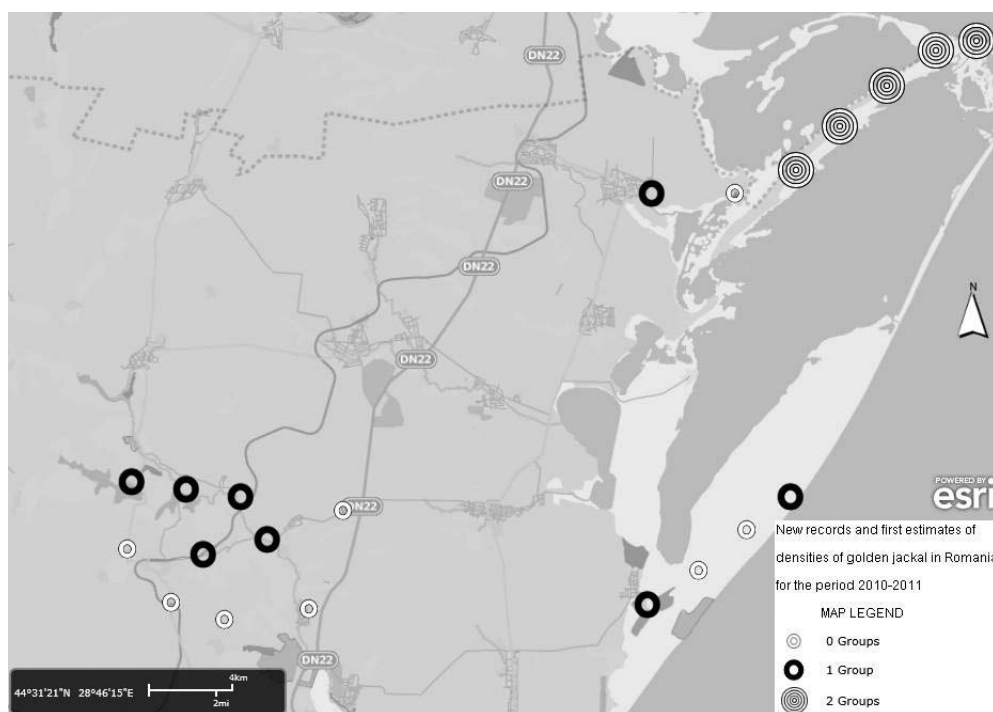 DN22
DN22
DN22
DN22
DN22
DN22
N
POWERED BY
esri
New records and first estimates of
densities of golden jackal in Romania
for the period 2010-2011
MAP LEGEND
0 Groups
1 Group
2 Groups
44°31'21"N 28°46'15"E
4km
2mi